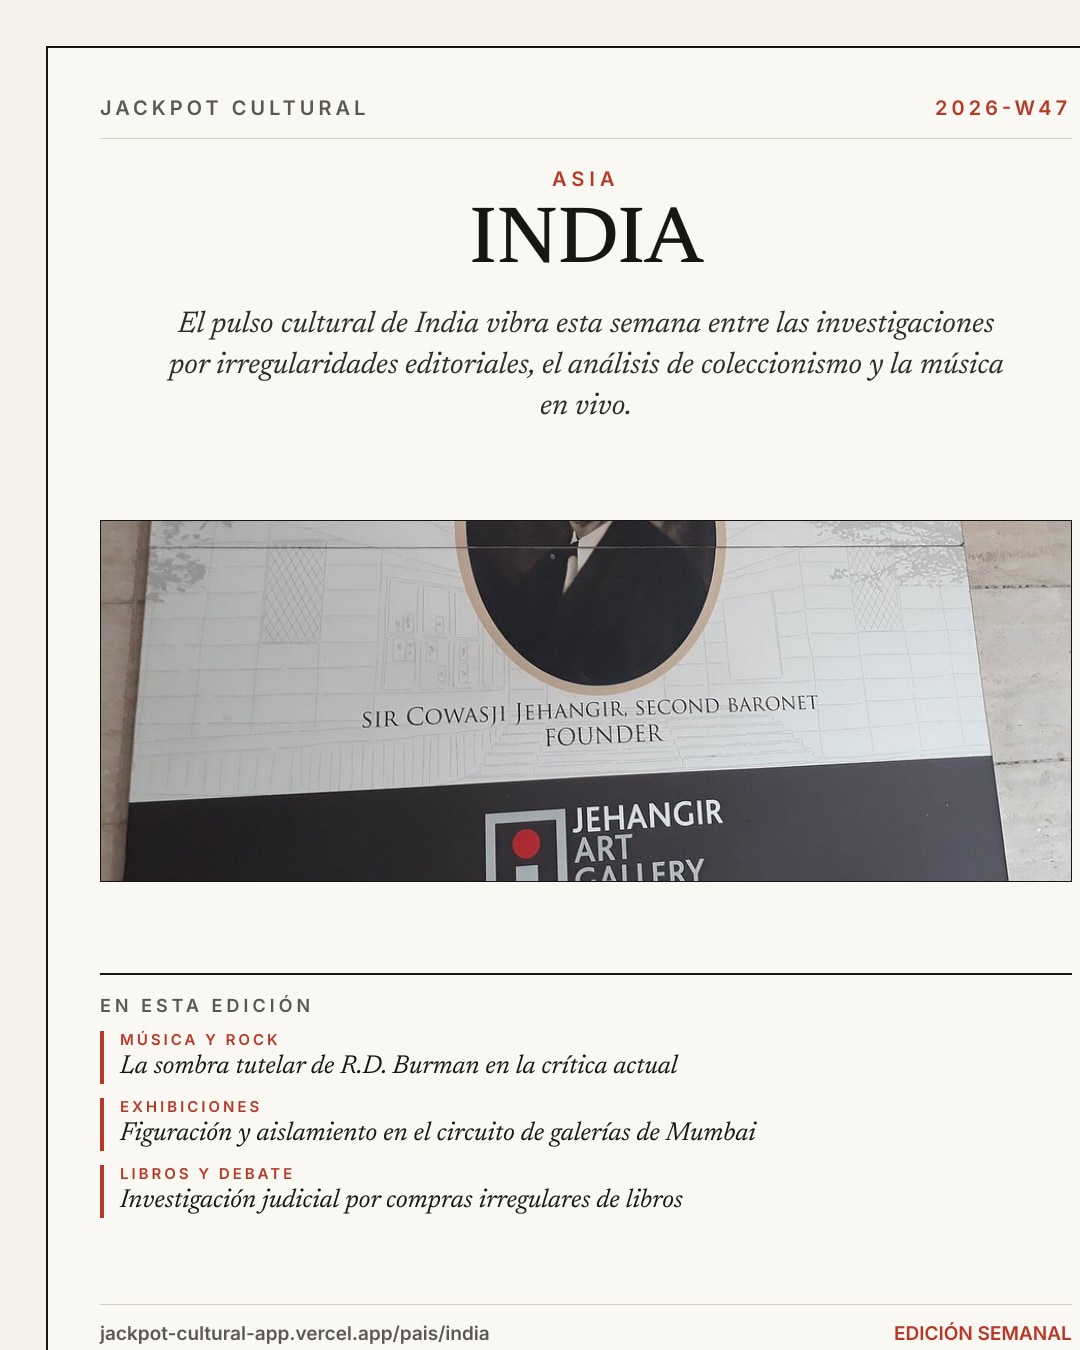 JACKPOT CULTURAL
2026-W47
ASIA
INDIA
El pulso cultural de India vibra esta semana entre las investigaciones
por irregularidades editoriales, el análisis de coleccionismo y la música
en vivo.
SIR COWASJI JEHANGIR, SECOND BARONET
FOUNDER
JEHANGIR
ART
GALLERY
EN ESTA EDICIÓN
MÚSICA Y ROCK
La sombra tutelar de R.D. Burman en la crítica actual
EXHIBICIONES
Figuración y aislamiento en el circuito de galerías de Mumbai
LIBROS Y DEBATE
Investigación judicial por compras irregulares de libros
jackpot-cultural-app.vercel.app/pais/india
EDICIÓN SEMANAL